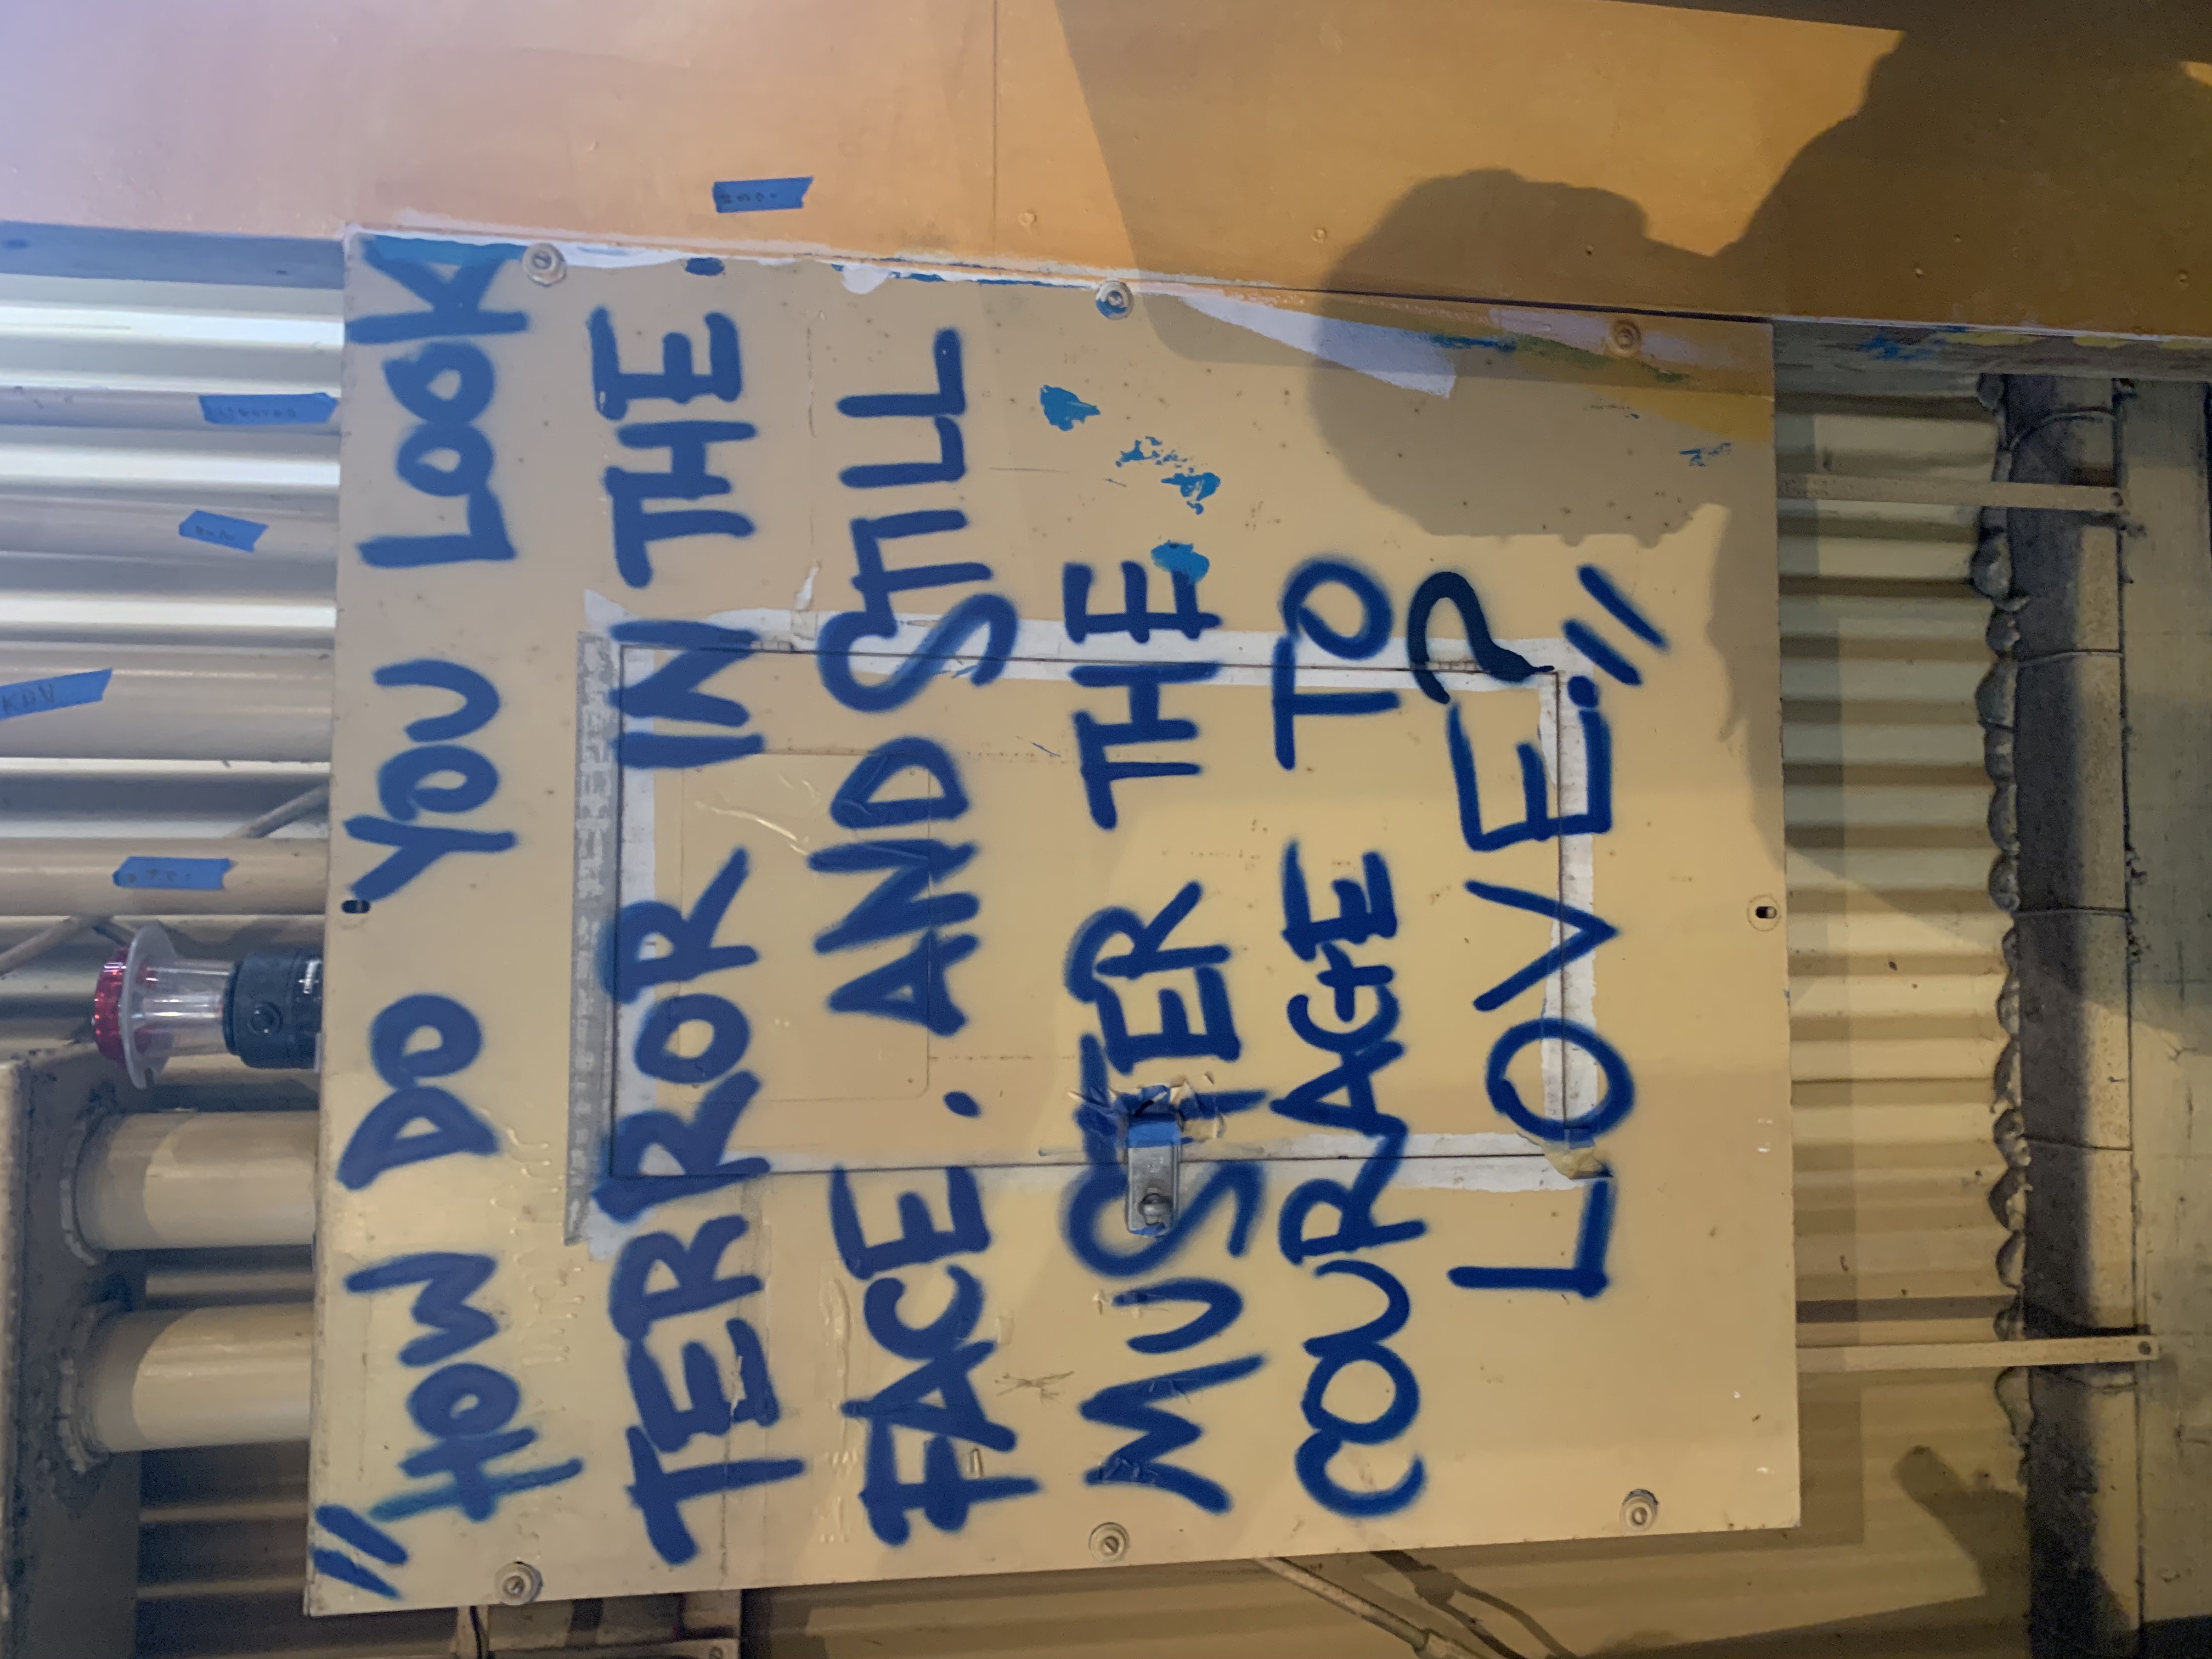 "HOW DO YOU LOOK
TERROR IN THE
FACE. AND STILL
MUSTER THE
COURAGE TO
LOVE?"